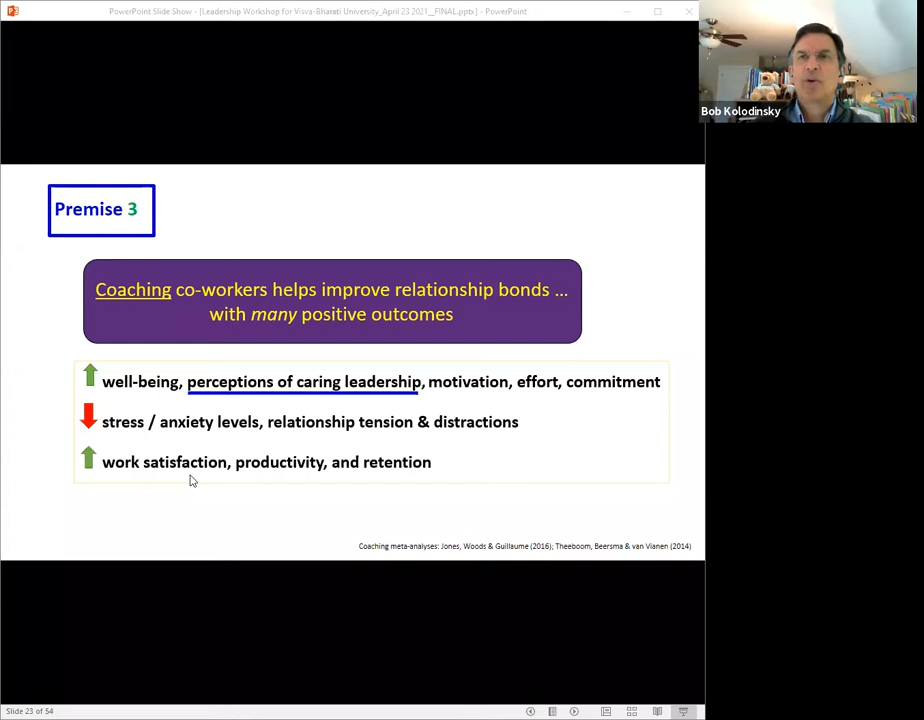 PowerPoint Slide Show - [Leadership Workshop for Visva-Bharati University_April 23 2021_ FINAL.pptx] - PowerPoint
Bob Kolodinsky
Premise 3
Coaching co-workers helps improve relationship bonds ...
with many positive outcomes
well-being, perceptions of caring leadership, motivation, effort, commitment
stress / anxiety levels, relationship tension & distractions
work satisfaction, productivity, and retention
Coaching meta-analyses: Jones, Woods & Guillaume (2016); Theeboom, Beersma & van Vianen (2014)
Slide 23 of 54